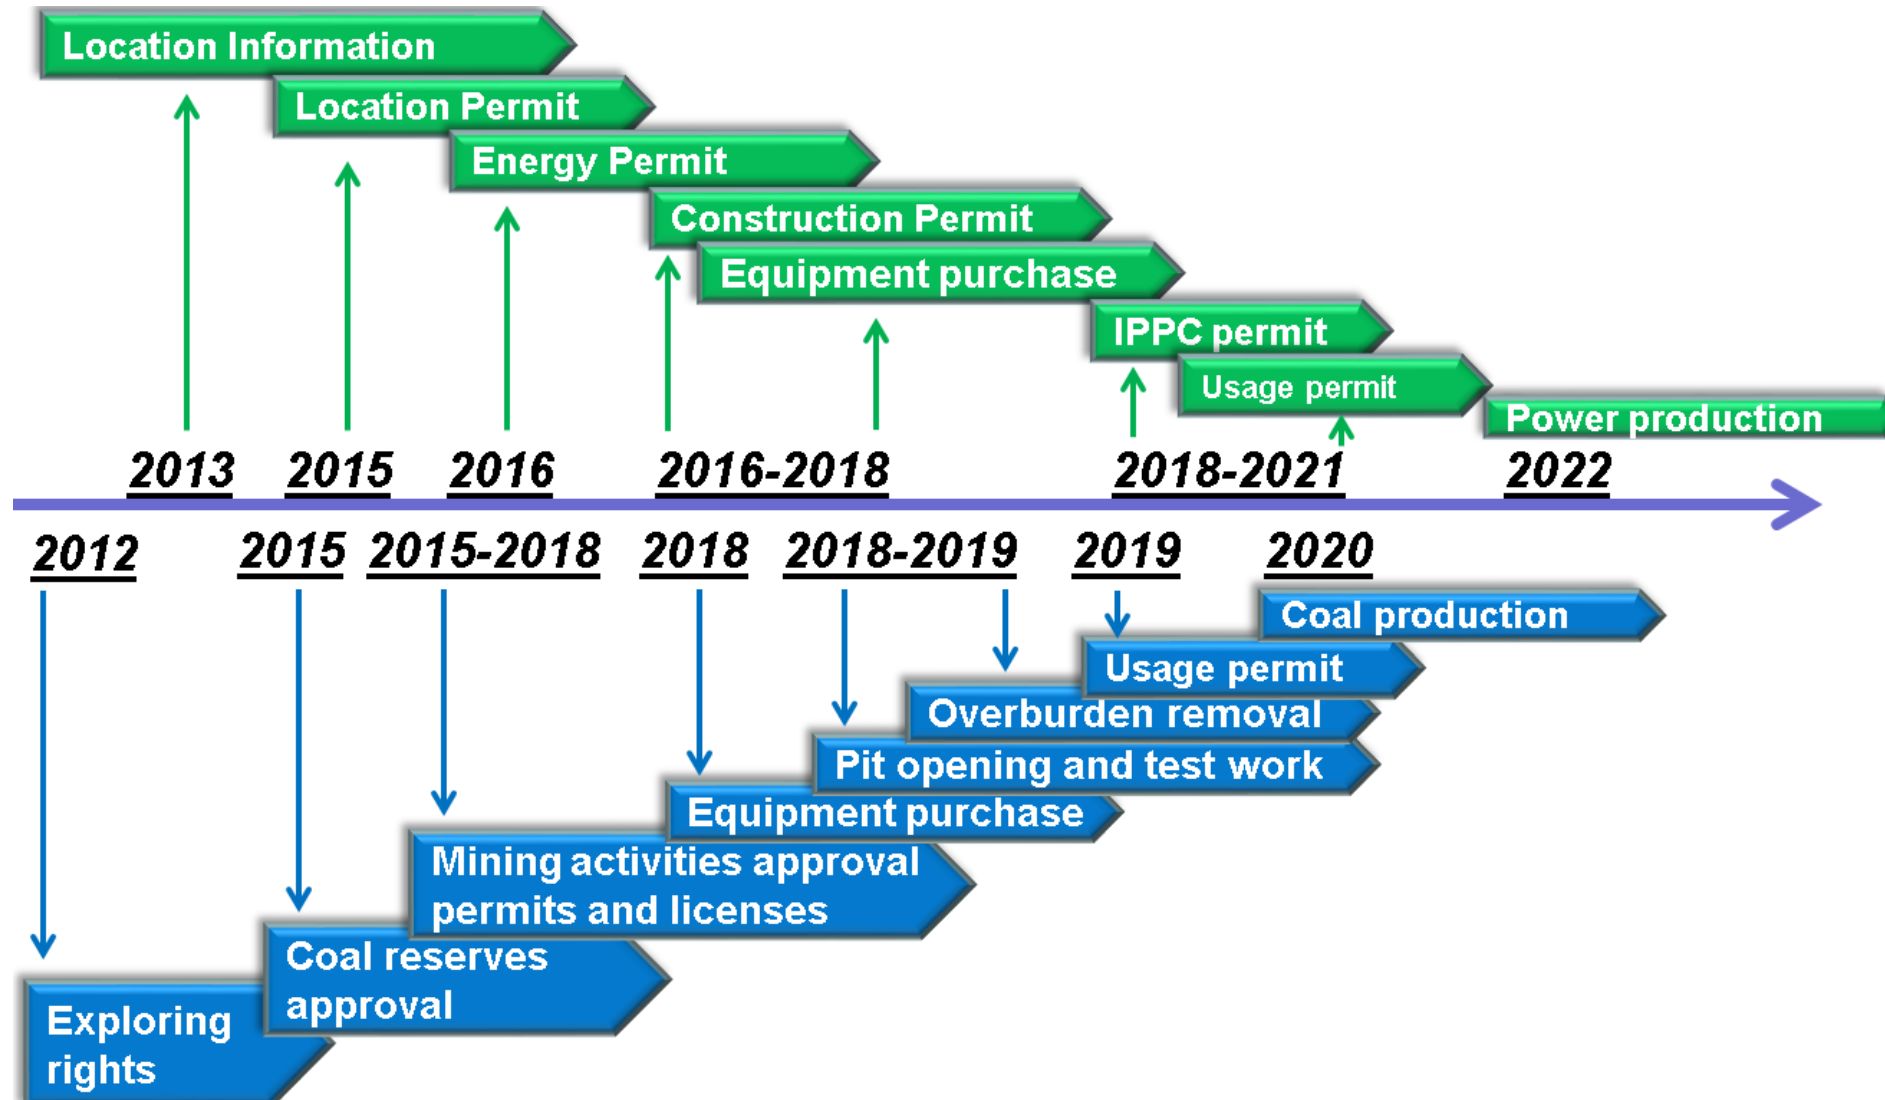 Location Information
Location Permit
Energy Permit
Construction Permit
Equipment purchase
IPPC permit
Usage permit
Power production
2013 2015 2016 2016-2018 2018-2021 2022
2012 2015 2015-2018 2018 2018-2019 2019 2020
Coal production
Usage permit
Overburden removal
Pit opening and test work
Equipment purchase
Mining activities approval
permits and licenses
Coal reserves
approval
Exploring
rights